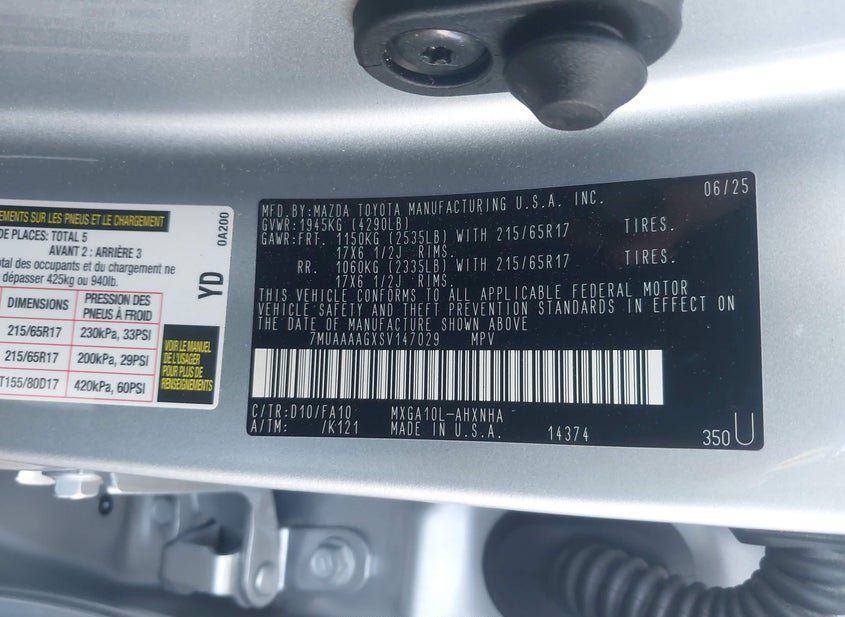 EMENTS SUR LES PNEUS ET LE CHARGEMENT
DE PLACES: TOTAL 5
AVANT 2 : ARRIÈRE 3
otal des occupants et du chargement ne
dépasser 425kg ou 940lb.
DIMENSIONS
PRESSION DES
PNEUS À FROID
215/65R17
230kPa, 33PSI
215/65R17
200kPa, 29PSI
T155/80D17
420kPa, 60PSI
0A200
YD
VOIR LE MANUEL
DE L'USAGER
POUR PLUS DE
RENSEIGNEMENTS
MFD.BY:MAZDA TOYOTA MANUFACTURING U.S.A. INC. 06/25
GVWR:1945KG (4290LB)
GAWR:FRT. 1150KG (2535LB) WITH 215/65R17 TIRES.
17X6 1/2J RIMS.
RR. 1060KG (2335LB) WITH 215/65R17 TIRES.
17X6 1/2J RIMS.
THIS VEHICLE CONFORMS TO ALL APPLICABLE FEDERAL MOTOR
VEHICLE SAFETY AND THEFT PREVENTION STANDARDS IN EFFECT ON
THE DATE OF MANUFACTURE SHOWN ABOVE
7MUAAAAGXSV147029 MPV
C/TR:D10/FA10 MXGA10L-AHXNHA
A/TM: /K121 MADE IN U.S.A. 14374 350U